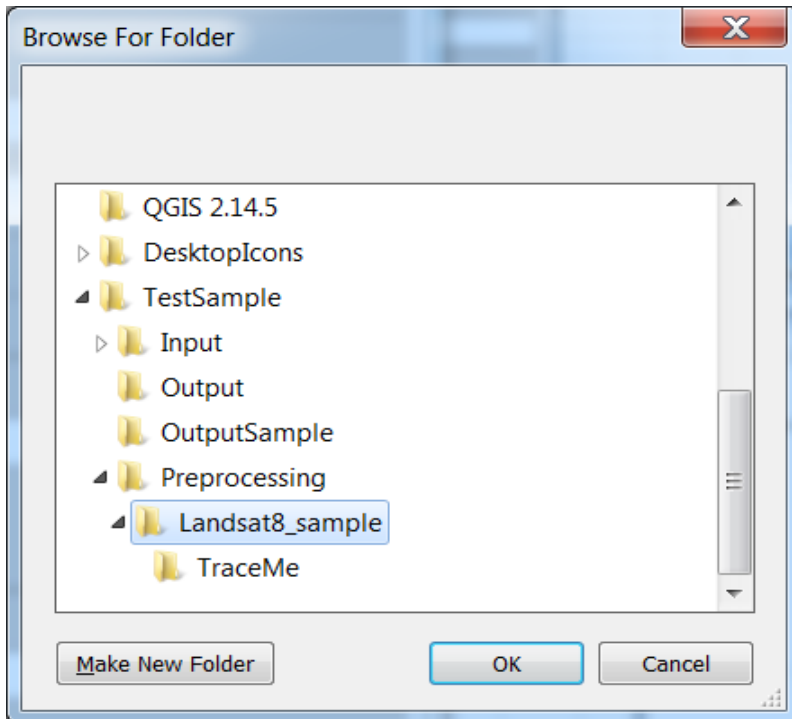 Browse For Folder
X
QGIS 2.14.5
DesktopIcons
TestSample
Input
Output
OutputSample
Preprocessing
Landsat8_sample
TraceMe
Make New Folder
OK
Cancel